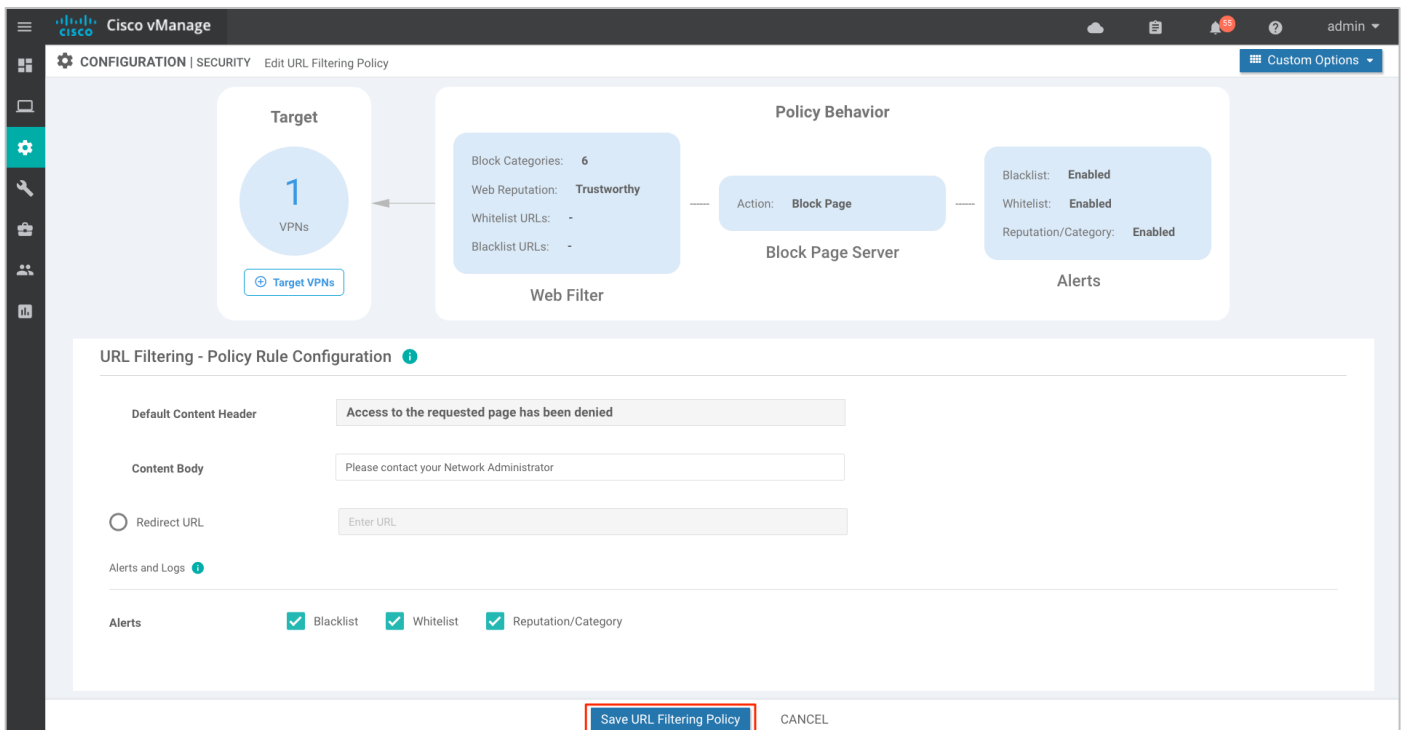 cisco Cisco vManage 55 admin
CONFIGURATION | SECURITY Edit URL Filtering Policy Custom Options
Target
1
VPNs
Target VPNs
Policy Behavior
Block Categories: 6
Web Reputation: Trustworthy
Whitelist URLs: -
Blacklist URLs: -
Web Filter
Action: Block Page
Block Page Server
Blacklist: Enabled
Whitelist: Enabled
Reputation/Category: Enabled
Alerts
URL Filtering - Policy Rule Configuration
Default Content Header Access to the requested page has been denied
Content Body Please contact your Network Administrator
Redirect URL Enter URL
Alerts and Logs
Alerts Blacklist Whitelist Reputation/Category
Save URL Filtering Policy CANCEL